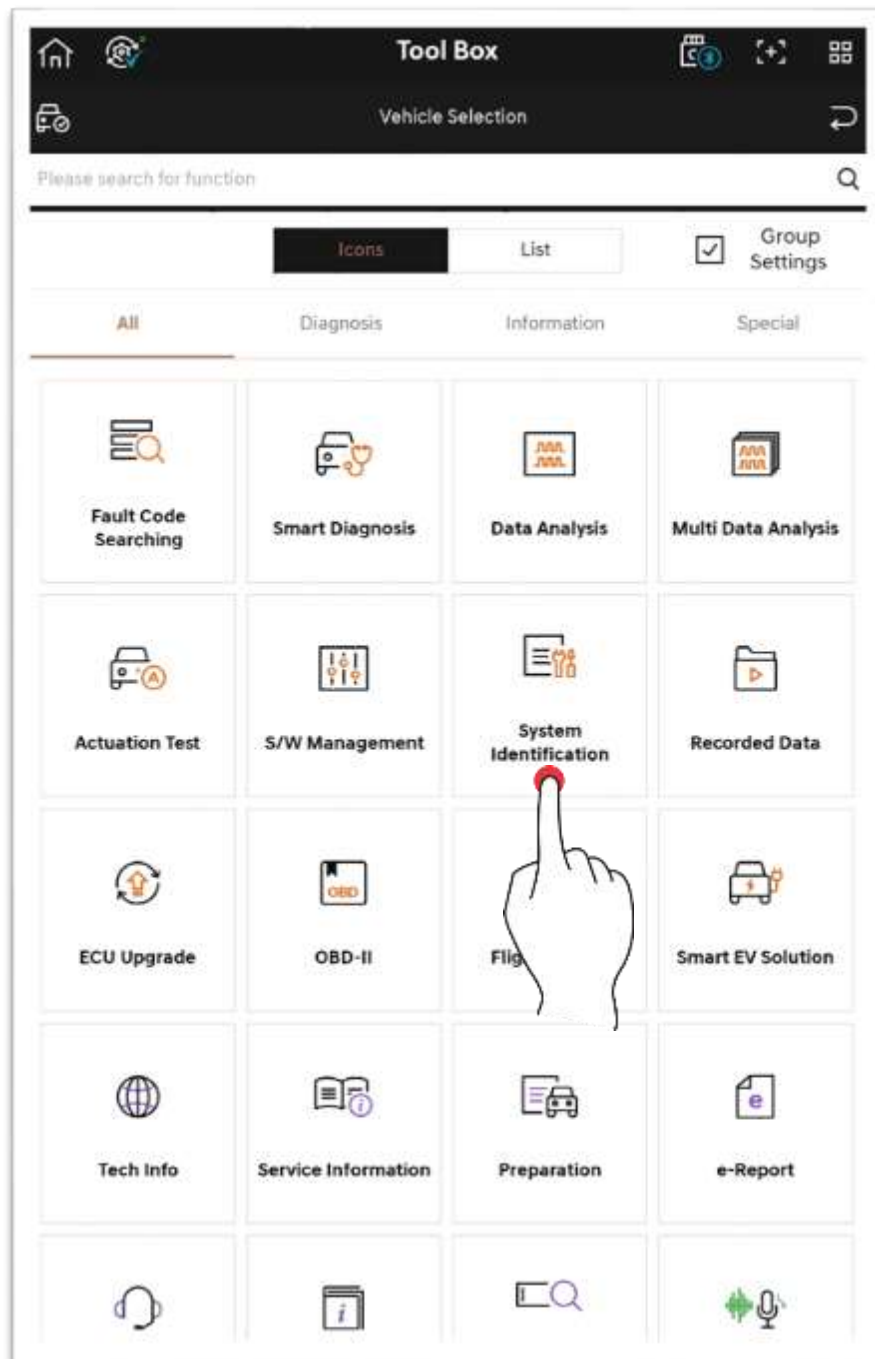 Tool Box
Vehicle Selection
Please search for function
Icons
List
Group
Settings
All
Diagnosis
Information
Special
Fault Code
Searching
Smart Diagnosis
Data Analysis
Multi Data Analysis
Actuation Test
S/W Management
System
Identification
Recorded Data
OBD
ECU Upgrade
OBD-II
Smart EV Solution
Tech Info
Service Information
Preparation
e
e-Report
i